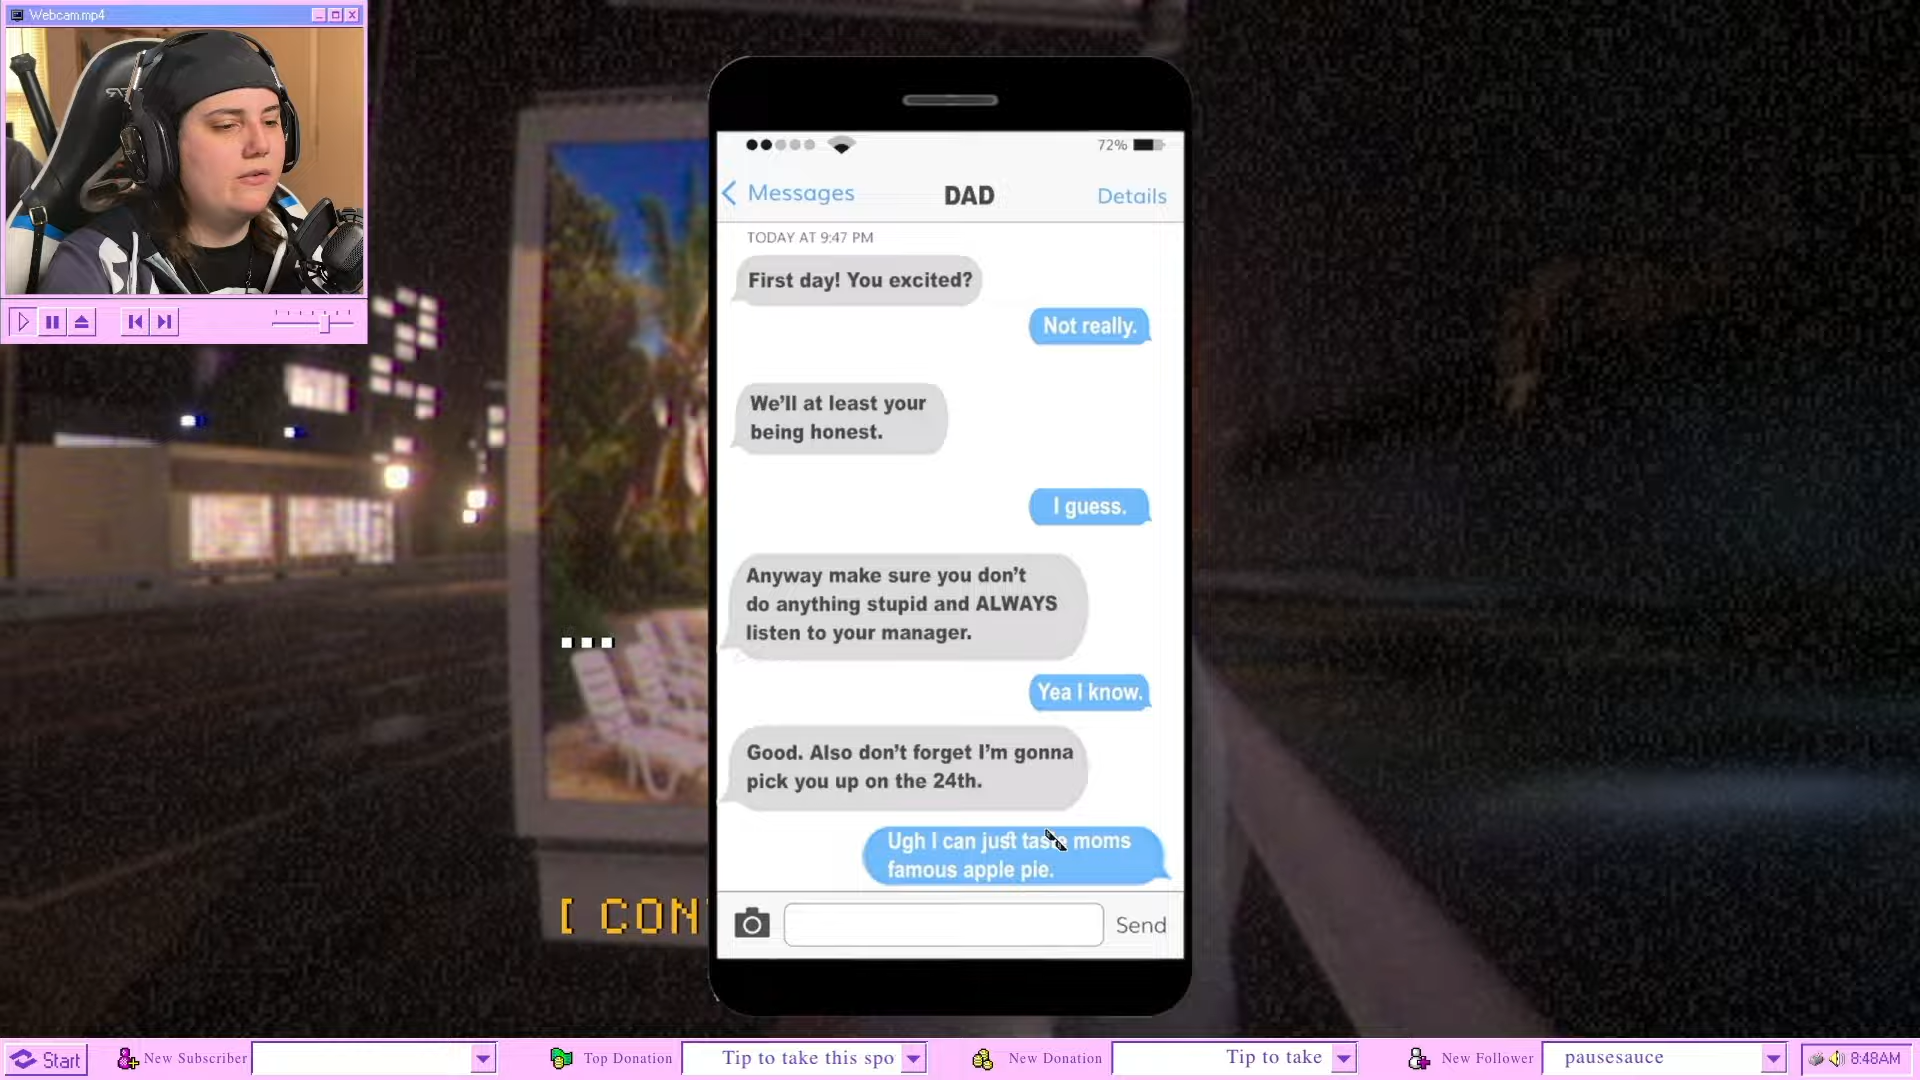 Webcam.mp4
72%
Messages
DAD
Details
TODAY AT 9:47 PM
First day! You excited?
Not really.
We'll at least your
being honest.
I guess.
Anyway make sure you don't
do anything stupid and ALWAYS
listen to your manager.
Yea I know.
Good. Also don't forget I'm gonna
pick you up on the 24th.
Ugh I can just taste moms
famous apple pie.
...
[ CON
Send
Start
New Subscriber
Top Donation
Tip to take this spo
New Donation
Tip to take
New Follower
pausesauce
8:48AM